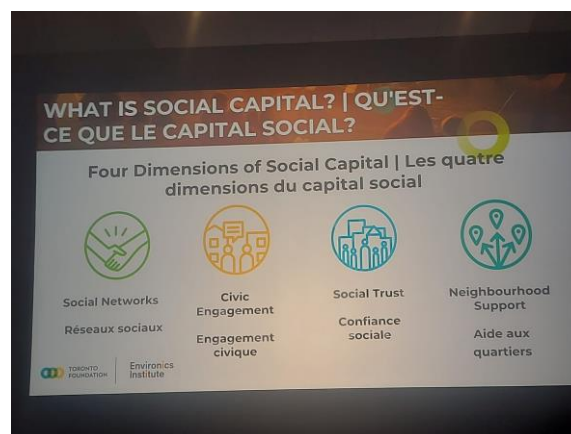 WHAT IS SOCIAL CAPITAL? | QU'EST-
CE QUE LE CAPITAL SOCIAL?
Four Dimensions of Social Capital | Les quatre
dimensions du capital social
Social Networks
Réseaux sociaux
Civic
Engagement
Engagement
civique
Social Trust
Confiance
sociale
Neighbourhood
Support
Aide aux
quartiers
TORONTO
FOUNDATION
Environics
Institute